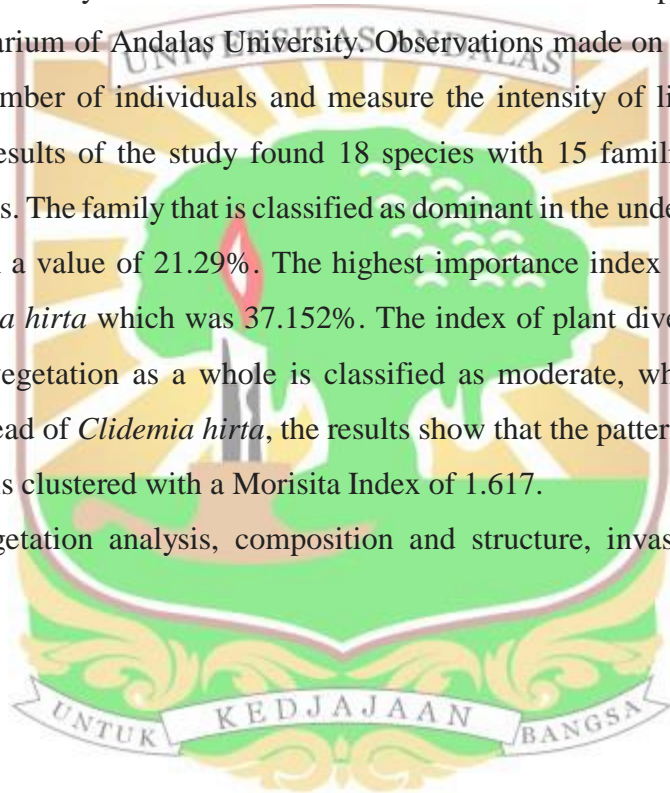 arium of Andalas University. Observations made on
UNIVERSITAS ANDALAS
mber of individuals and measure the intensity of li
esults of the study found 18 species with 15 famili
s. The family that is classified as dominant in the unde
a value of 21.29%. The highest importance index
a hirta which was 37.152%. The index of plant dive
vegetation as a whole is classified as moderate, wh
ead of Clidemia hirta, the results show that the patter
s clustered with a Morisita Index of 1.617.
getation analysis, composition and structure, invas
UNTUK KEDJAJAAN BANGSA